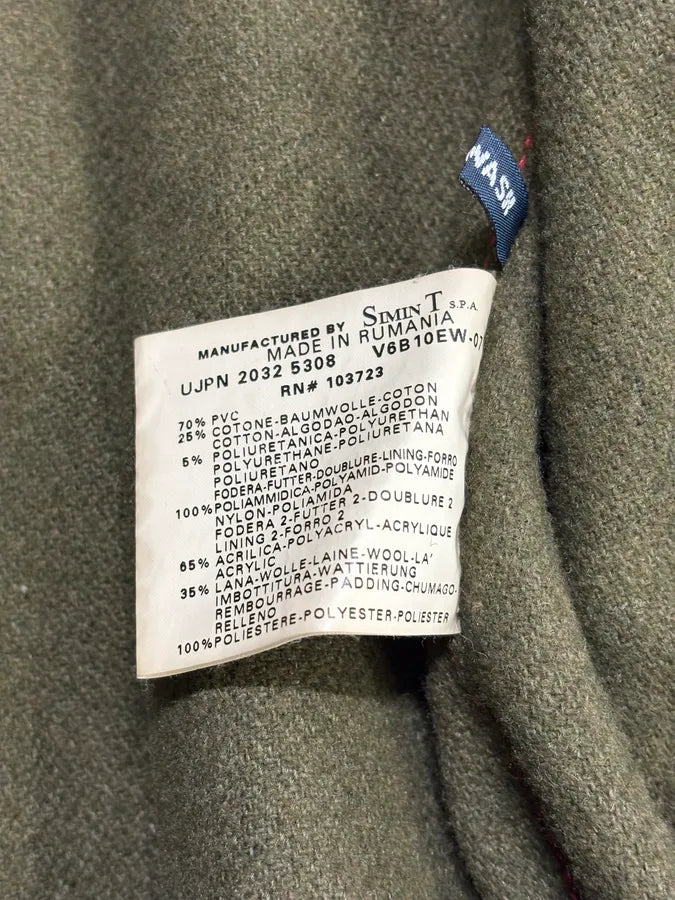 WASH
MANUFACTURED BY SIMIN T S.P.A.
MADE IN RUMANIA
UJPN 2032 5308 V6B10EW-07
RN# 103723
70% PVC
25% COTONE-BAUMWOLLE-COTON
COTTON-ALGODAO-ALGODON
5% POLIURETANICA-POLYURETHAN
POLYURETHANE-POLIURETANA
POLIURETANO
FODERA-FUTTER-DOUBLURE-LINING-FORRO
100% POLIAMMIDICA-POLYAMID-POLYAMIDE
NYLON-POLIAMIDA
FODERA 2-FUTTER 2-DOUBLURE 2
LINING 2-FORRO 2
65% ACRILICA-POLYACRYL-ACRYLIQUE
ACRYLIC
35% LANA-WOLLE-LAINE-WOOL-LA'
IMBOTTITURA-WATTIERUNG
REMBOURRAGE-PADDING-CHUMAGO-
RELLENO
100% POLIESTERE-POLYESTER-POLIESTER